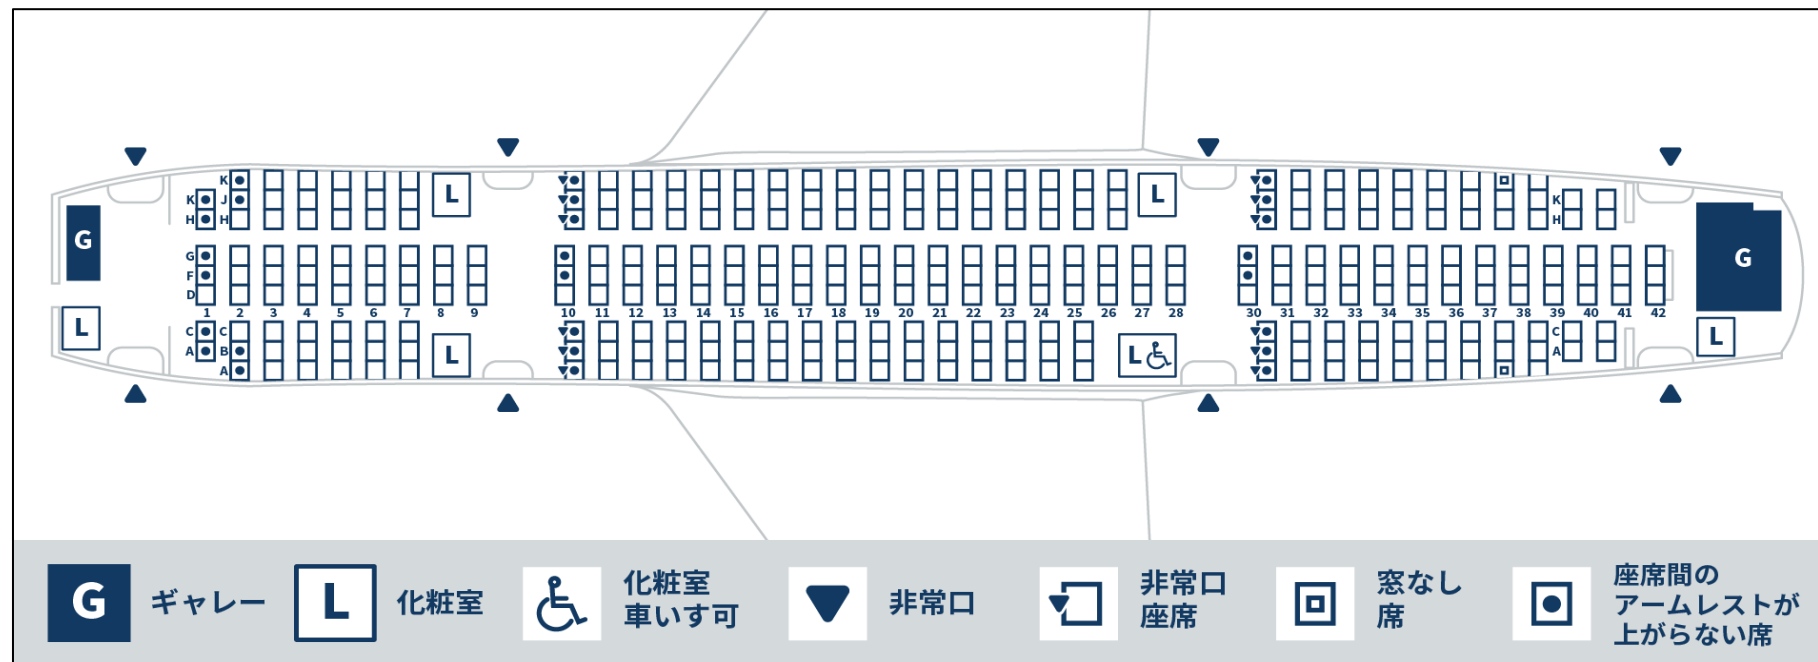 K
K J
H H
L
L
G
G
F
D
G
1 2 3 4 5 6 7 8 9 10 11 12 13 14 15 16 17 18 19 20 21 22 23 24 25 26 27 28 30 31 32 33 34 35 36 37 38 39 40 41 42
K
H
L
C C
A B
A
L
L
C
A
L
G ギャレー
L 化粧室
化粧室
車いす可
非常口
非常口
座席
窓なし
席
座席間の
アームレストが
上がらない席